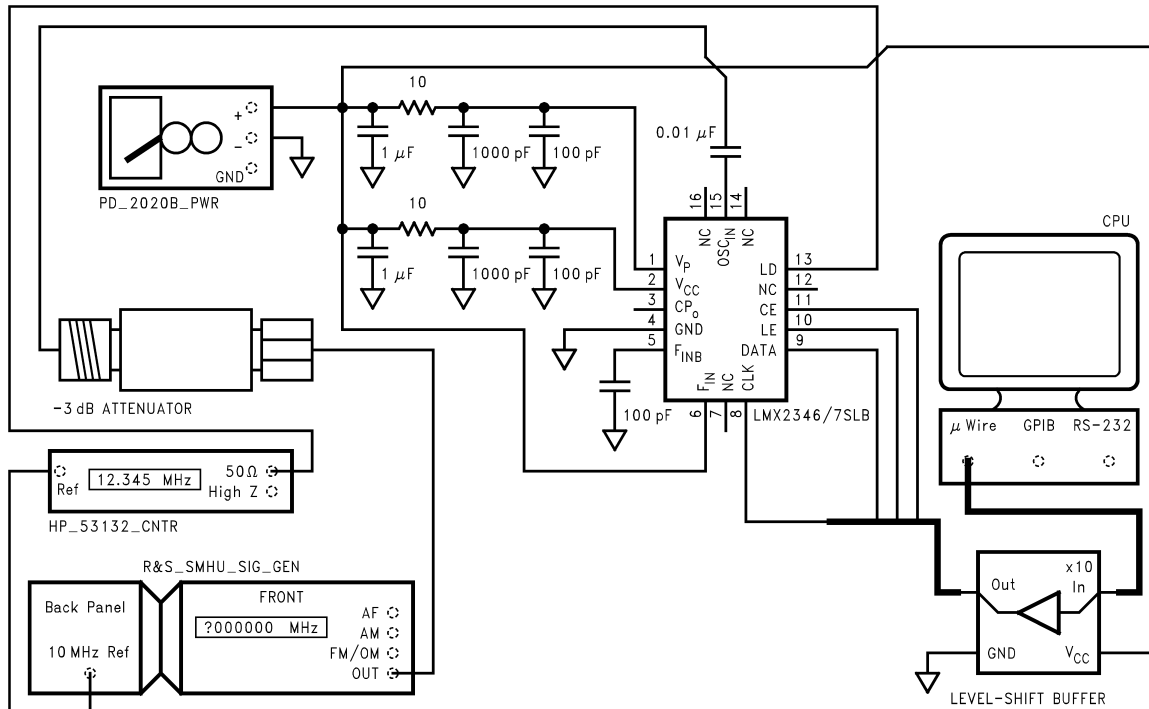 10
0.01 μF
+
-
GND
1 μF
1000 pF
100 pF
PD_2020B_PWR
10
1 μF
1000 pF
100 pF
16
15
14
NC
OSCIN
NC
CPU
1
VP
LD
13
2
VCC
NC
12
3
CPo
CE
11
4
GND
LE
10
5
FINB
DATA
9
FIN
NC
CLK
6
7
8
100 pF
LMX2346/7SLB
-3 dB ATTENUATOR
μ Wire
GPIB
RS-232
Ref
12.345 MHz
50Ω
High Z
HP_53132_CNTR
R&S_SMHU_SIG_GEN
Back Panel
10 MHz Ref
FRONT
?000000 MHz
AF
AM
FM/OM
OUT
x10
Out
In
GND
VCC
LEVEL-SHIFT BUFFER